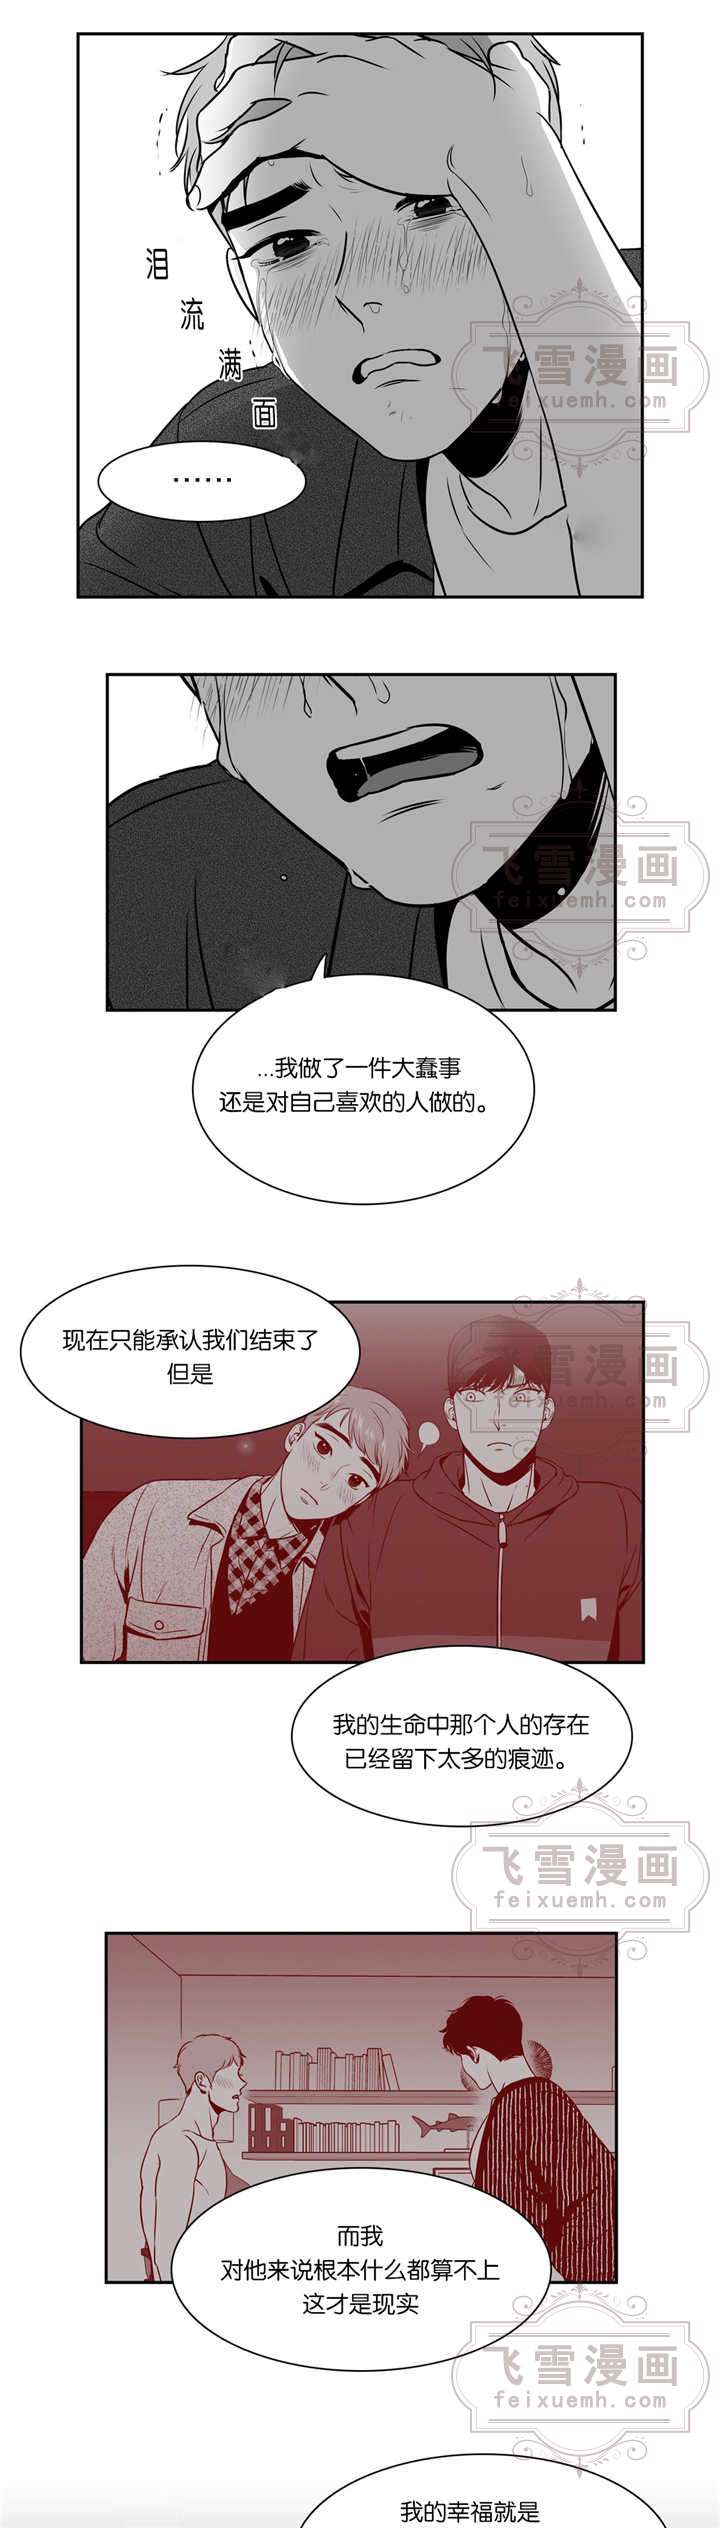 泪流满面
飞雪漫画
feixuemh.com
……
飞雪漫画
feixuemh.com
...我做了一件大蠢事
还是对自己喜欢的人做的。
现在只能承认我们结束了
但是
飞雪漫画
feixuemh.com
我的生命中那个人的存在
已经留下太多的痕迹。
飞雪漫画
feixuemh.com
而我
对他来说根本什么都算不上
这才是现实
飞雪漫画
feixuemh.com
我的幸福就是